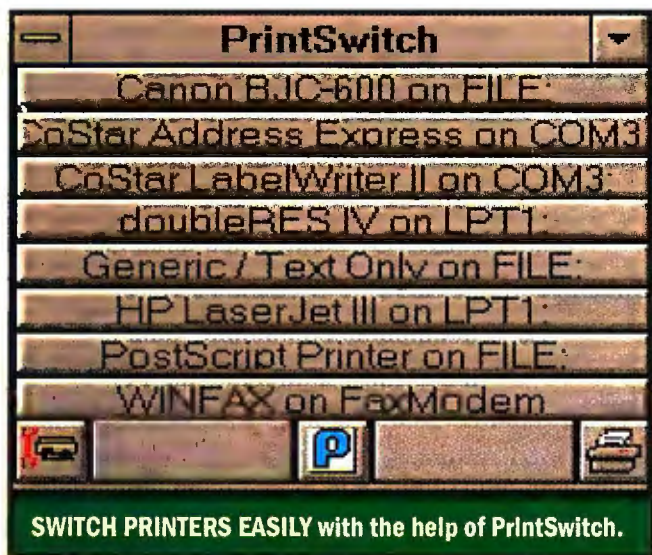 PrintSwitch
Canon BJC-600 on FILE:
CoStar Address Express on COM3
CoStar LabelWriter II on COM3:
doubleRES IV on LPT1:
Generic / Text Only on FILE:
HP LaserJet III on LPT1:
PostScript Printer on FILE:
WINFAX on FaxModem
P
SWITCH PRINTERS EASILY with the help of PrintSwitch.